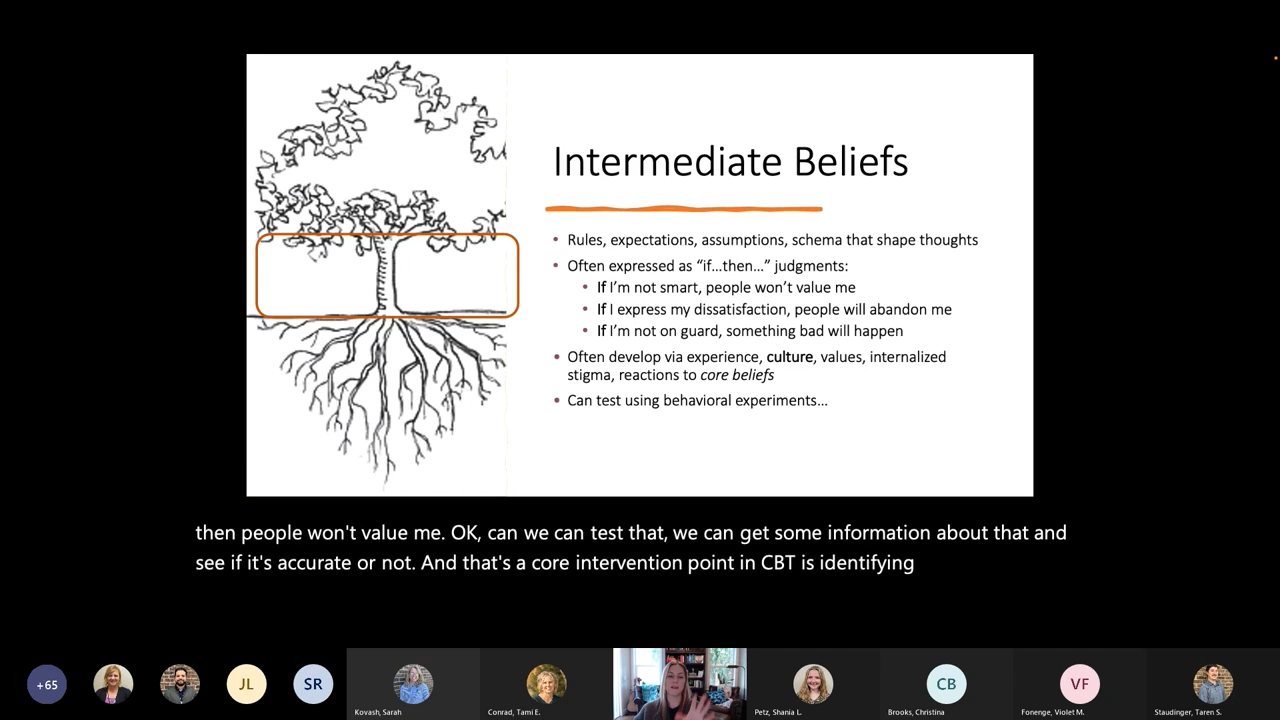 Intermediate Beliefs
• Rules, expectations, assumptions, schema that shape thoughts
• Often expressed as “if…then…” judgments:
• If I’m not smart, people won’t value me
• If I express my dissatisfaction, people will abandon me
• If I’m not on guard, something bad will happen
• Often develop via experience, culture, values, internalized
stigma, reactions to core beliefs
• Can test using behavioral experiments…
then people won't value me. OK, can we can test that, we can get some information about that and
see if it's accurate or not. And that's a core intervention point in CBT is identifying
+65
JL
SR
Kovash, Sarah
Conrad, Tami E.
Petz, Shania L.
CB
Brooks, Christina
VF
Fonenge, Violet M.
Staudinger, Taren S.